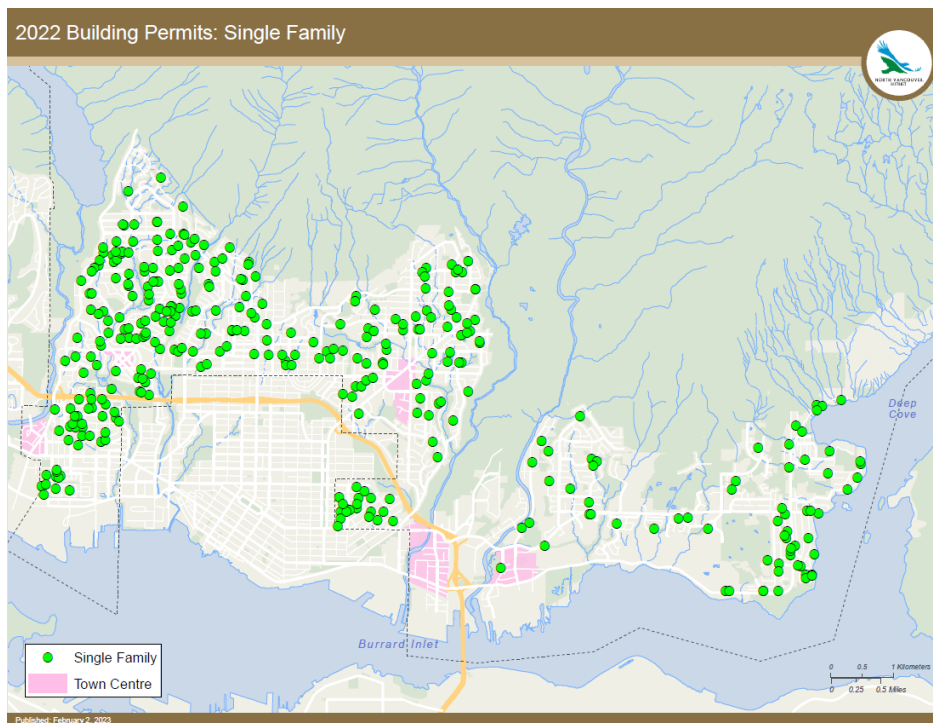 2022 Building Permits: Single Family
NORTH VANCOUVER
DISTRICT
Deep
Cove
Burrard Inlet
Single Family
Town Centre
0 0.5 1 Kilometers
0 0.25 0.5 Miles
Published: February 2, 2023